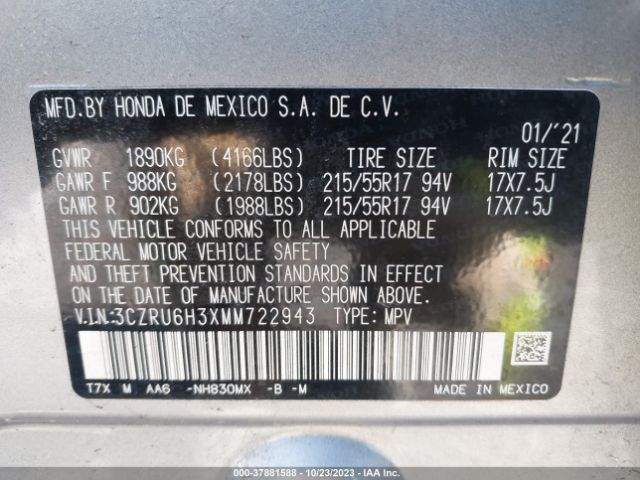 MFD.BY HONDA DE MEXICO S.A. DE C.V.
01/'21
GVWR 1890KG (4166LBS) TIRE SIZE RIM SIZE
GAWR F 988KG (2178LBS) 215/55R17 94V 17X7.5J
GAWR R 902KG (1988LBS) 215/55R17 94V 17X7.5J
THIS VEHICLE CONFORMS TO ALL APPLICABLE
FEDERAL MOTOR VEHICLE SAFETY
AND THEFT PREVENTION STANDARDS IN EFFECT
ON THE DATE OF MANUFACTURE SHOWN ABOVE.
V.I.N:3CZRU6H3XMM722943 TYPE: MPV
T7X M AA6 -NH830MX -B -M
MADE IN MEXICO
000-37881588 - 10/23/2023 - IAA Inc.